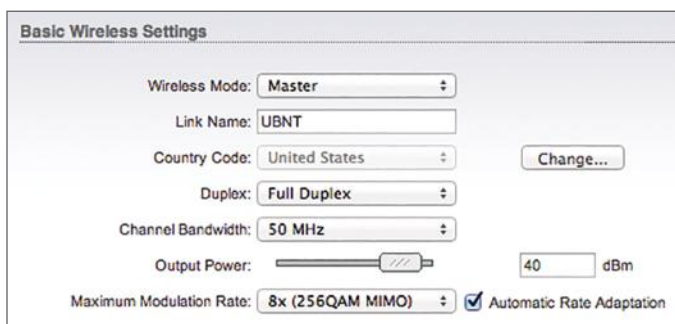 Basic Wireless Settings
Wireless Mode: Master
Link Name: UBNT
Country Code: United States Change...
Duplex: Full Duplex
Channel Bandwidth: 50 MHz
Output Power: 40 dBm
Maximum Modulation Rate: 8x (256QAM MIMO) Automatic Rate Adaptation